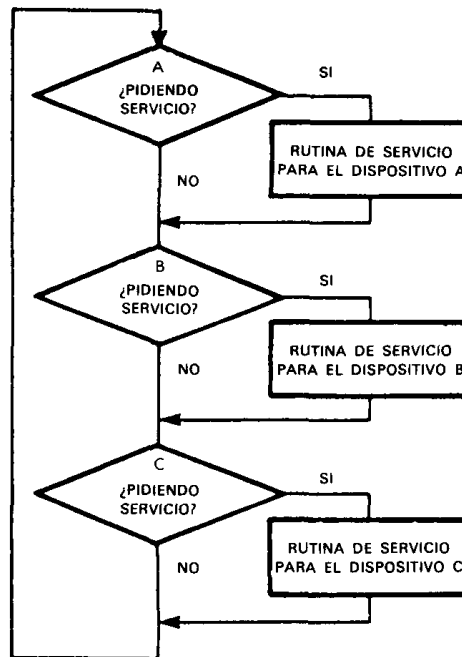 A
¿PIDIENDO
SERVICIO?
SI
RUTINA DE SERVICIO
PARA EL DISPOSITIVO A
NO
B
¿PIDIENDO
SERVICIO?
SI
RUTINA DE SERVICIO
PARA EL DISPOSITIVO B
NO
C
¿PIDIENDO
SERVICIO?
SI
RUTINA DE SERVICIO
PARA EL DISPOSITIVO C
NO